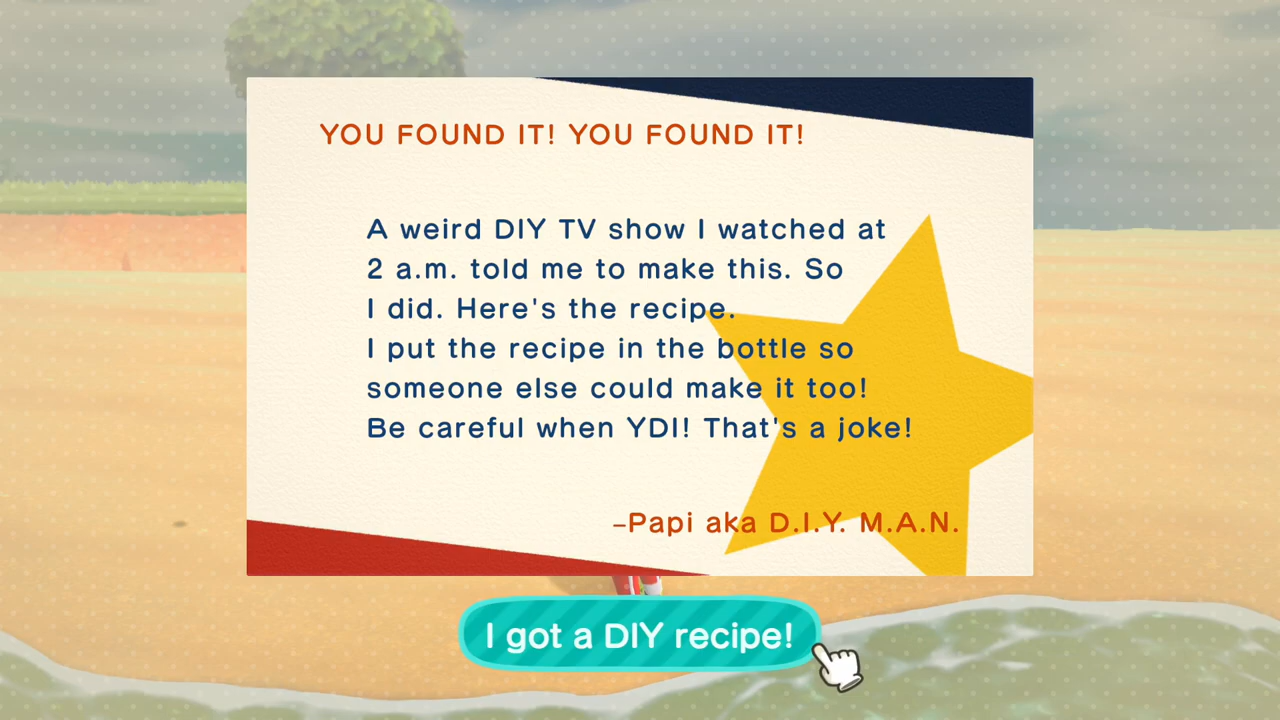 YOU FOUND IT! YOU FOUND IT!
A weird DIY TV show I watched at
2 a.m. told me to make this. So
I did. Here's the recipe.
I put the recipe in the bottle so
someone else could make it too!
Be careful when YDI! That's a joke!
–Papi aka D.I.Y. M.A.N.
I got a DIY recipe!